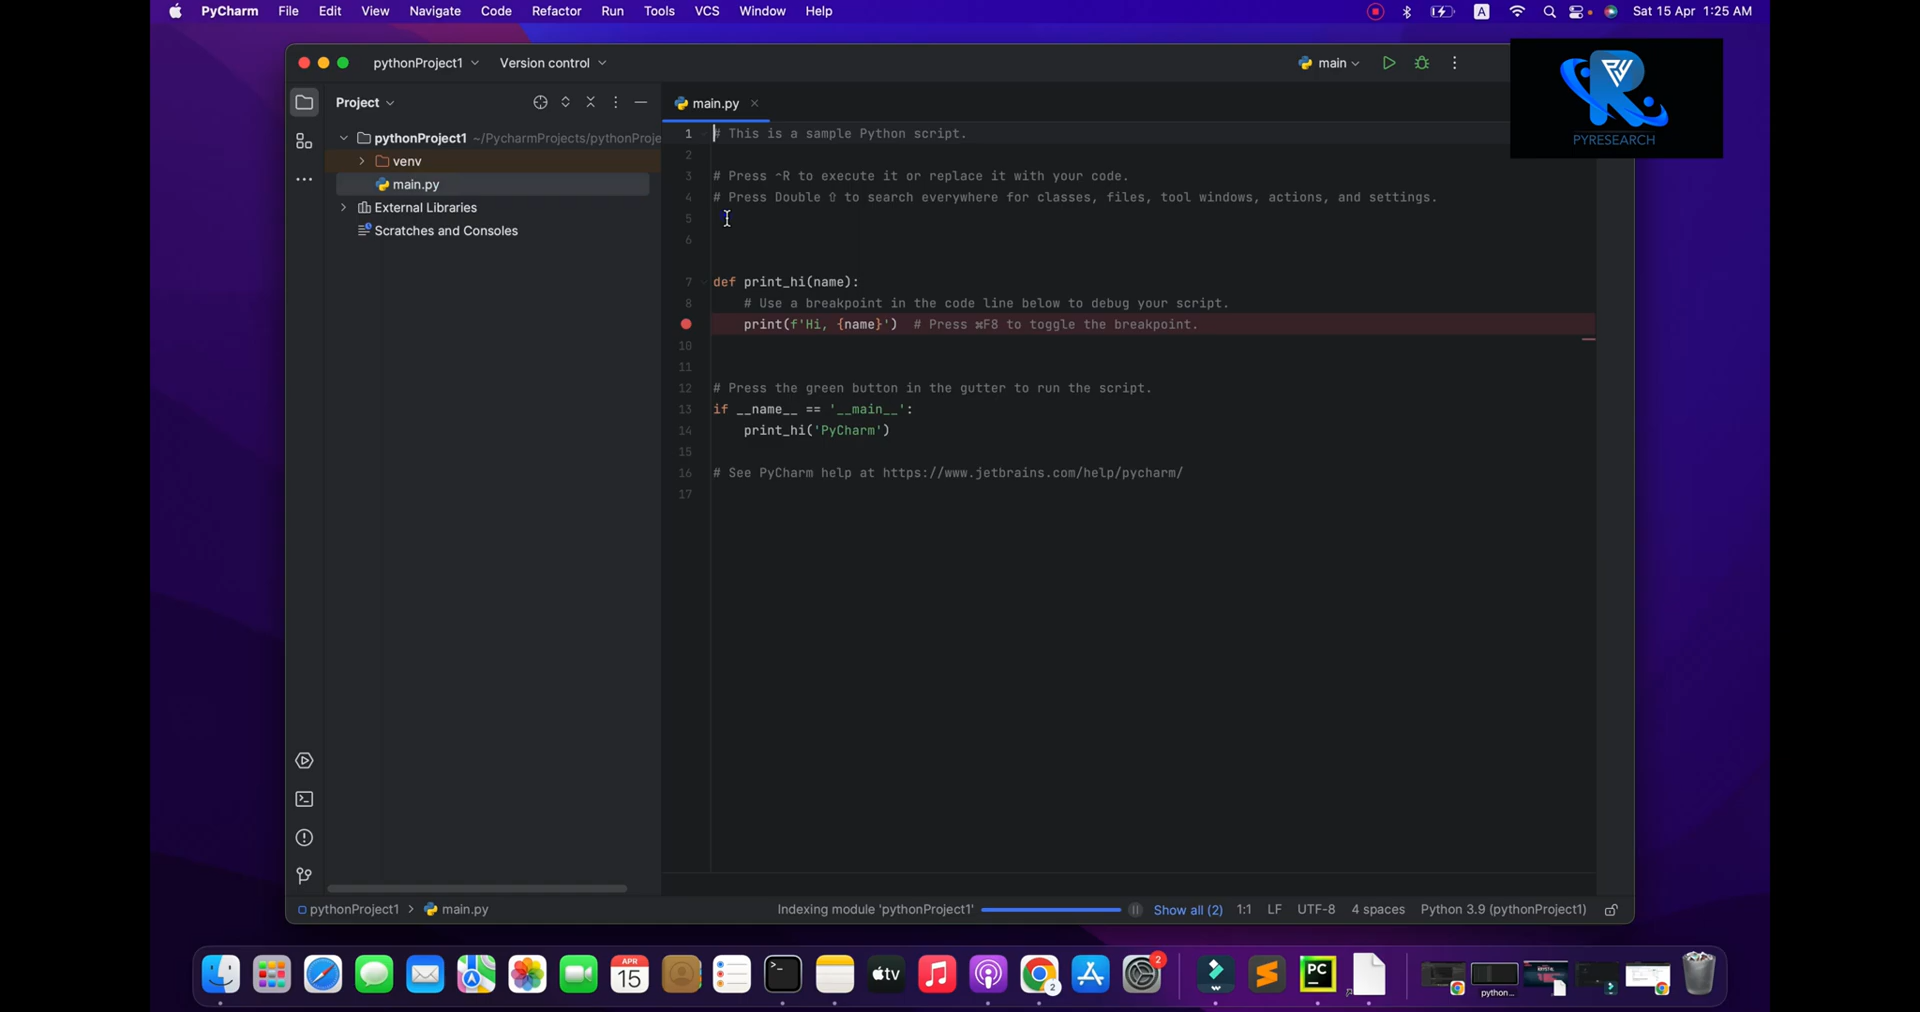 PyCharm File Edit View Navigate Code Refactor Run Tools VCS Window Help A Sat 15 Apr 1:25 AM
pythonProject1 Version control main
PYRESEARCH
Project
main.py
pythonProject1 ~/PycharmProjects/pythonProje
venv
main.py
External Libraries
Scratches and Consoles
1 # This is a sample Python script.
2
3 # Press ⌃R to execute it or replace it with your code.
4 # Press Double ⇧ to search everywhere for classes, files, tool windows, actions, and settings.
5
6
7 def print_hi(name):
8 # Use a breakpoint in the code line below to debug your script.
print(f'Hi, {name}') # Press ⌘F8 to toggle the breakpoint.
10
11
12 # Press the green button in the gutter to run the script.
13 if __name__ == '__main__':
14 print_hi('PyCharm')
15
16 # See PyCharm help at https://www.jetbrains.com/help/pycharm/
17
pythonProject1 > main.py Indexing module 'pythonProject1' Show all (2) 1:1 LF UTF-8 4 spaces Python 3.9 (pythonProject1)
APR
15
tv
2
2
PC
python...